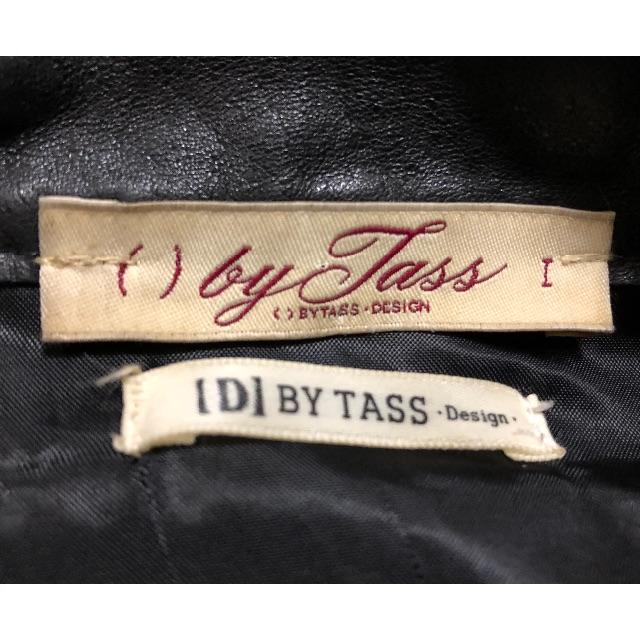 ( ) by Tass I
( ) BYTASS·DESIGN
[D] BY TASS ·Design·